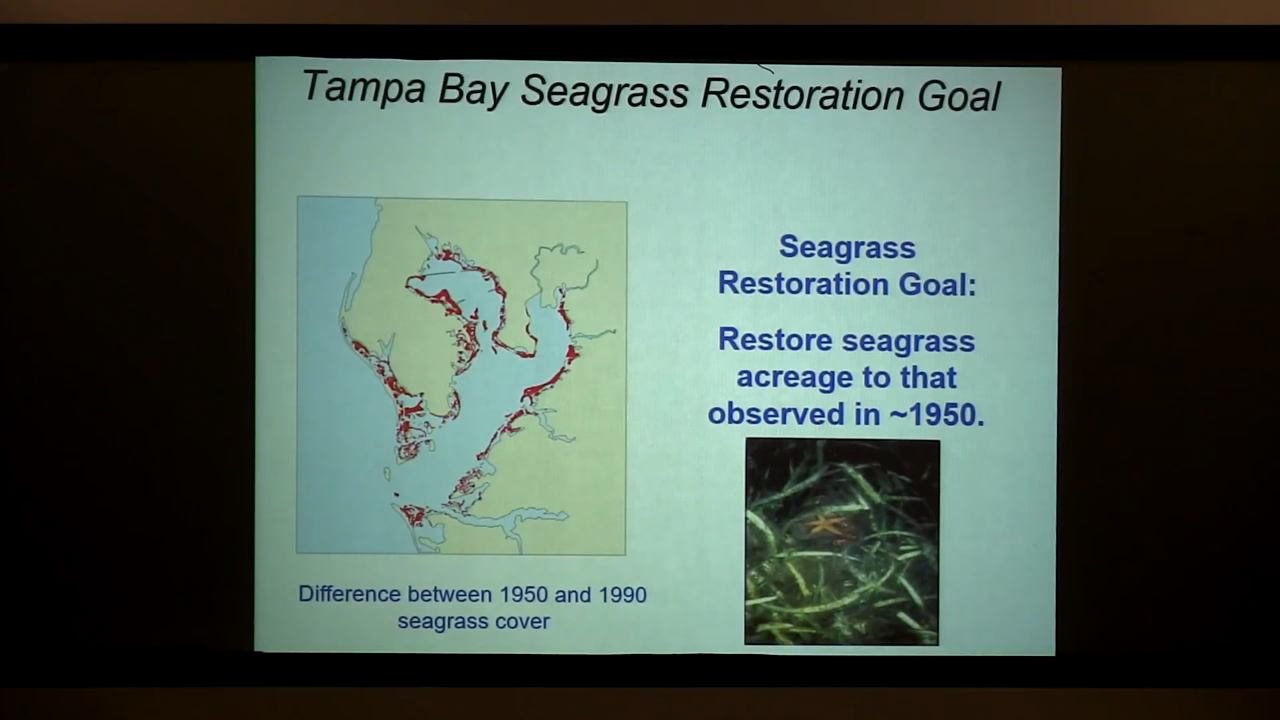 Tampa Bay Seagrass Restoration Goal
Seagrass
Restoration Goal:
Restore seagrass
acreage to that
observed in ~1950.
Difference between 1950 and 1990
seagrass cover